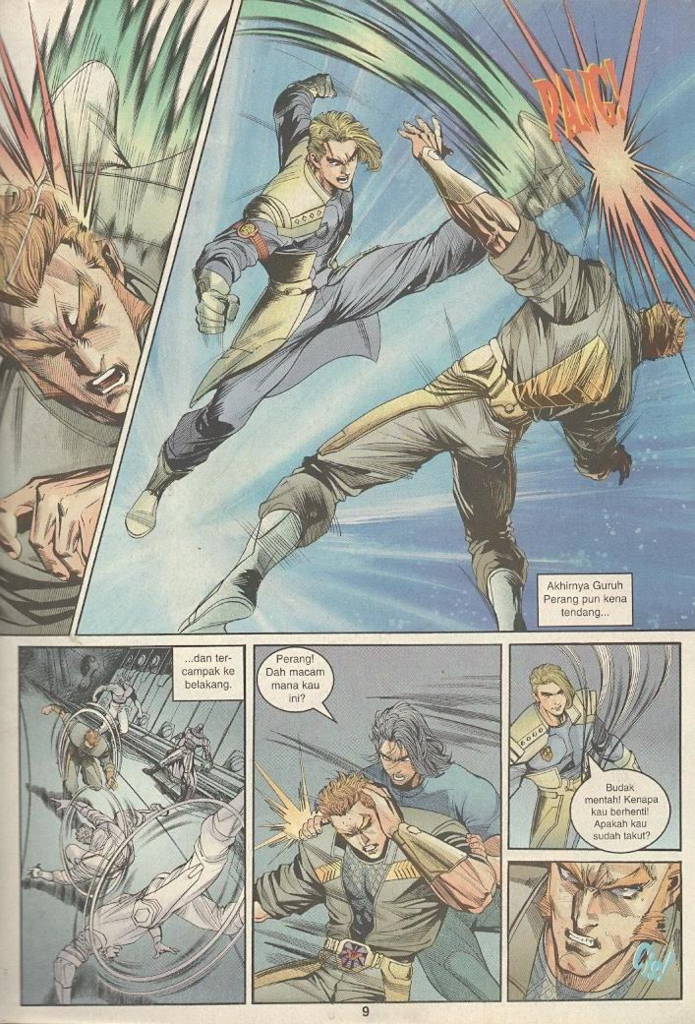 PANG!
Akhirnya Guruh
Perang pun kena
tendang...
...dan ter-
campak ke
belakang.
Perang!
Dah macam
mana kau
ini?
Budak
mentah! Kenapa
kau berhenti!
Apakah kau
sudah takut?
9